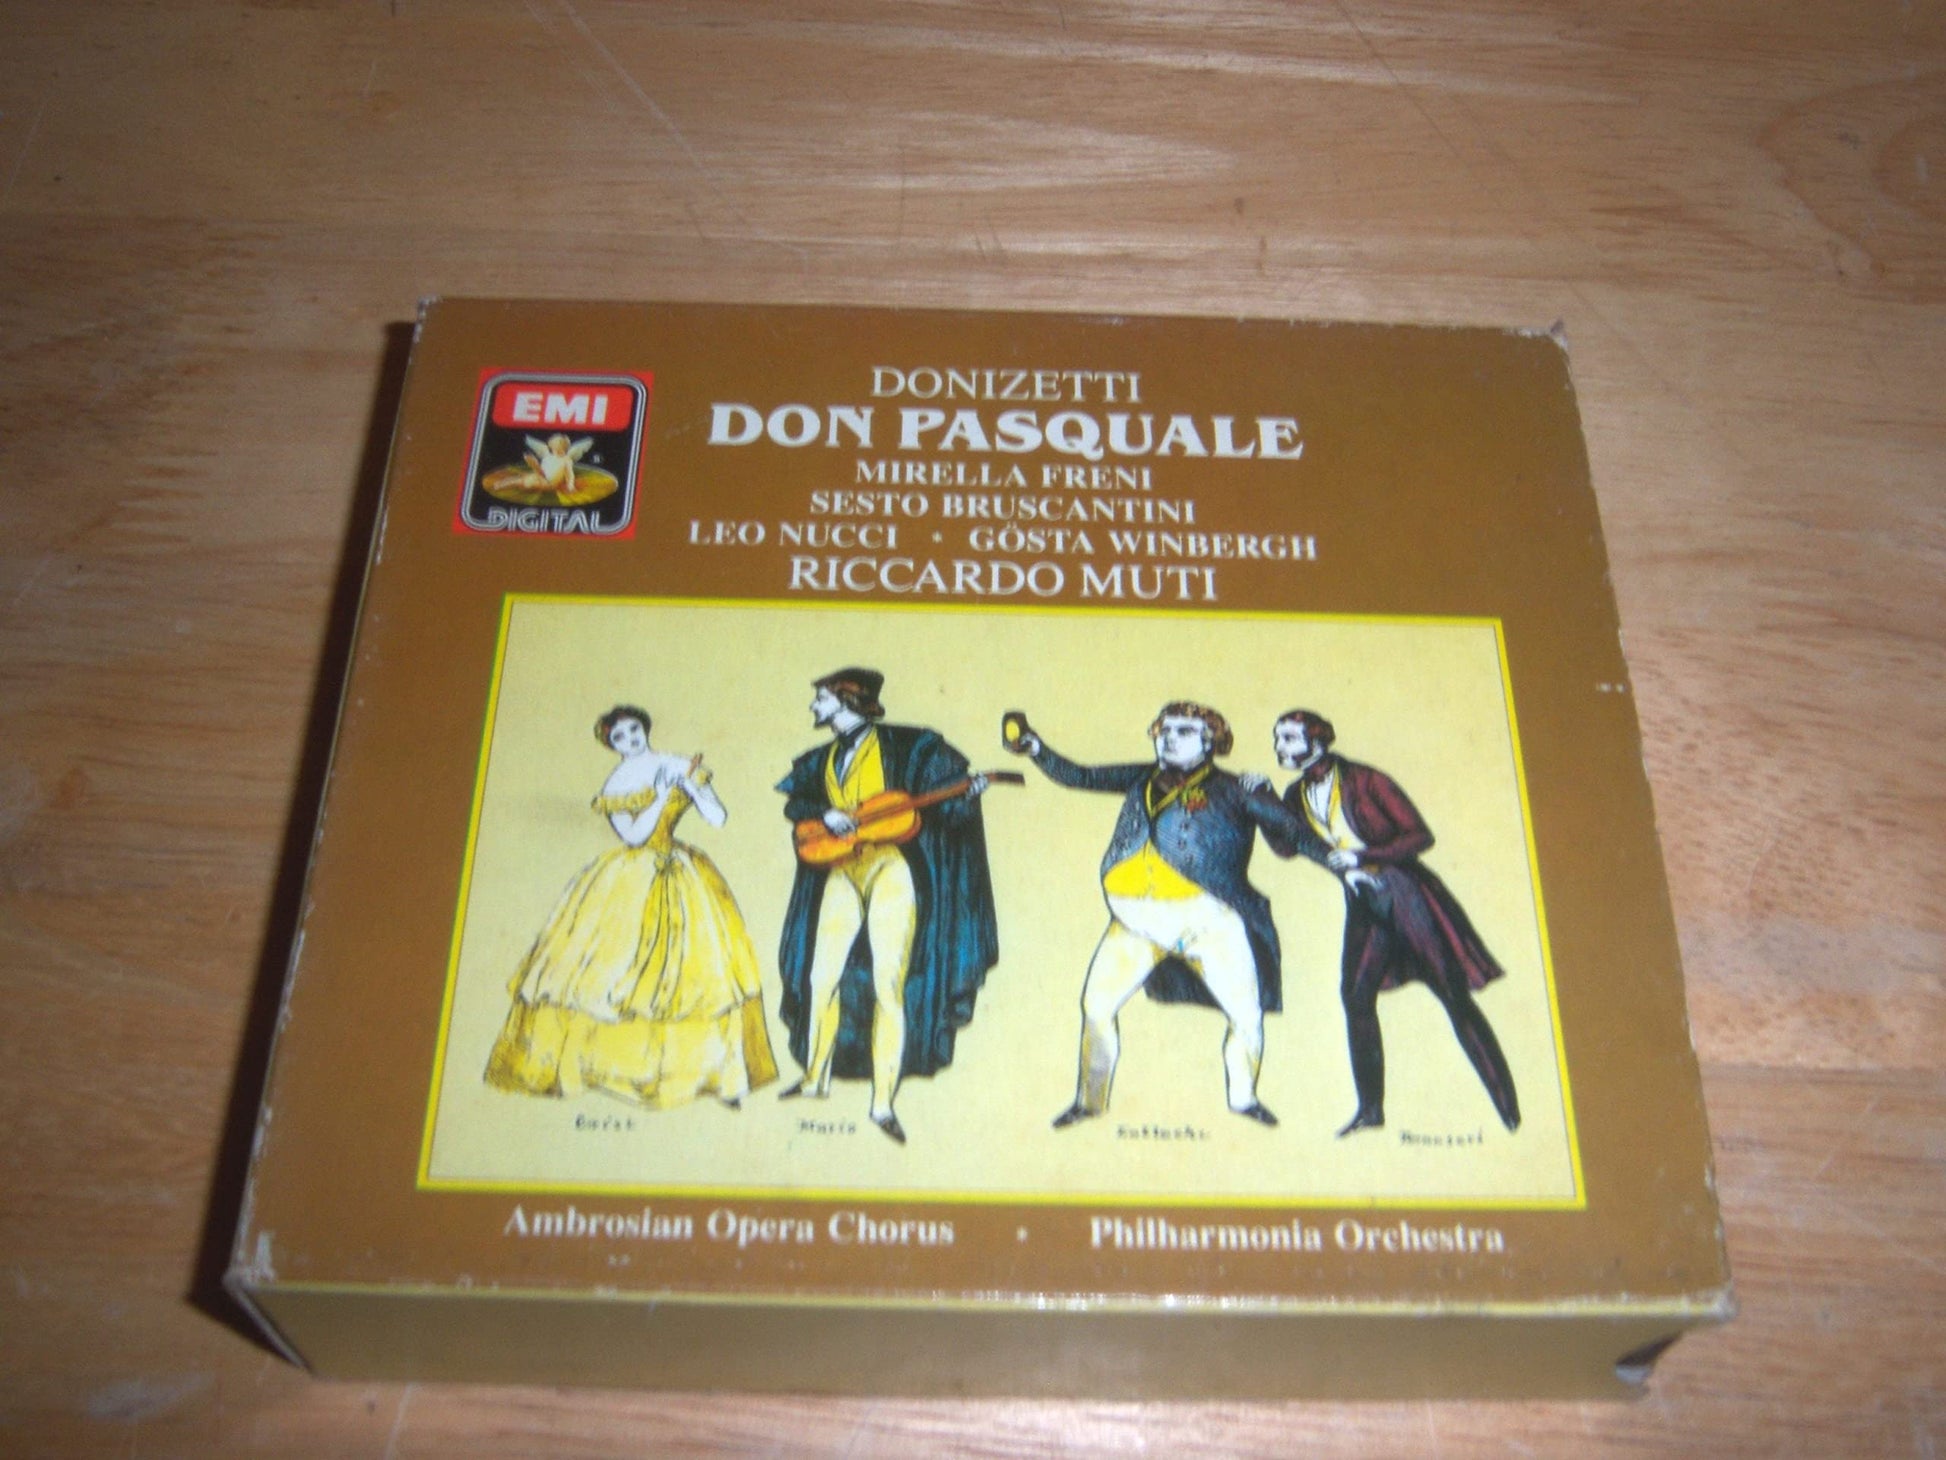 EMI
DIGITAL
DONIZETTI
DON PASQUALE
MIRELLA FRENI
SESTO BRUSCANTINI
LEO NUCCI • GÖSTA WINBERGH
RICCARDO MUTI
Mario
Ambrosian Opera Chorus • Philharmonia Orchestra